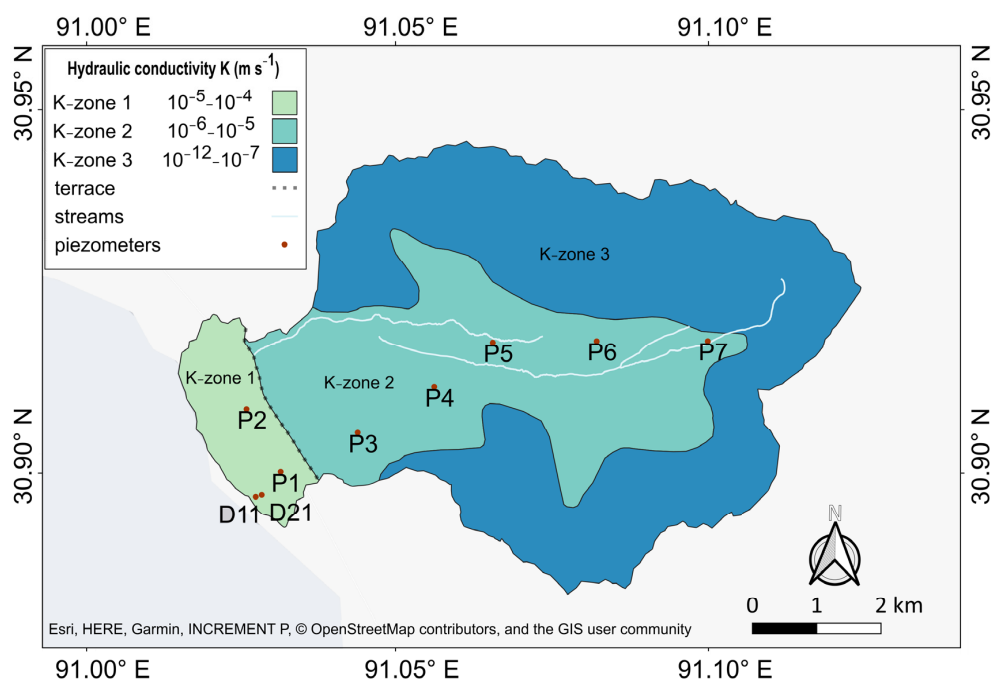 91.00° E 91.05° E 91.10° E
30.95° N
30.95° N
Hydraulic conductivity K (m s⁻¹)
K-zone 1 10⁻⁵-10⁻⁴
K-zone 2 10⁻⁶-10⁻⁵
K-zone 3 10⁻¹²-10⁻⁷
terrace
streams
piezometers
K-zone 3
P5
P6
P7
K-zone 1
K-zone 2
P4
P2
P3
30.90° N
30.90° N
P1
D11 D21
N
0 1 2 km
Esri, HERE, Garmin, INCREMENT P, © OpenStreetMap contributors, and the GIS user community
91.00° E 91.05° E 91.10° E